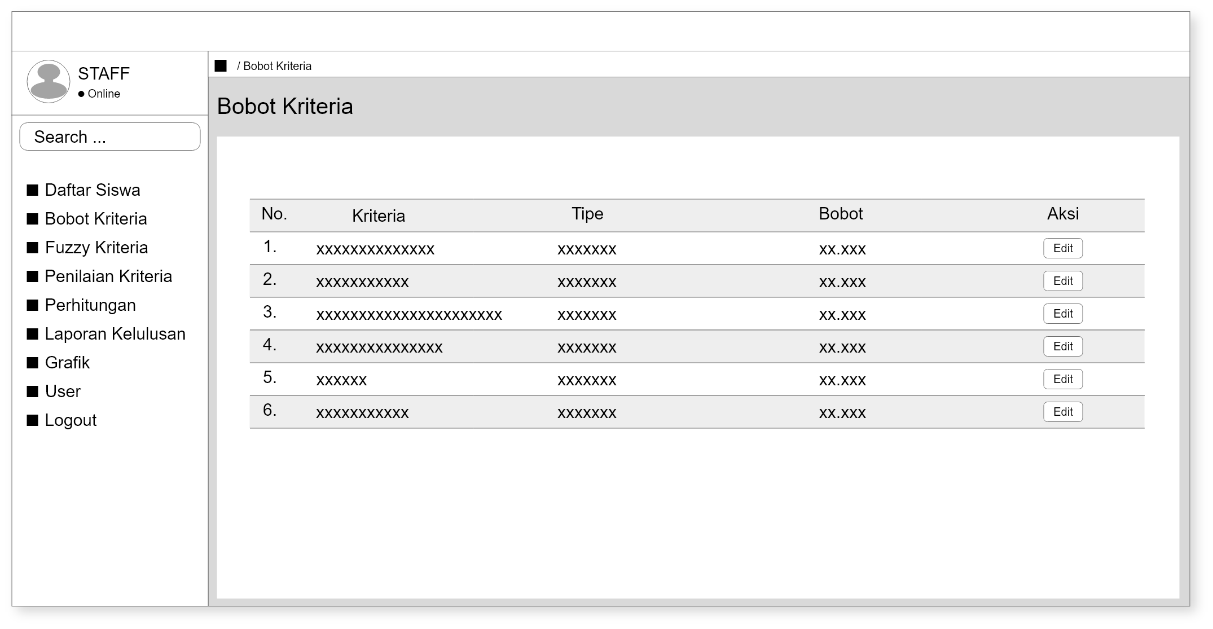 STAFF
Online
Search ...
Daftar Siswa
Bobot Kriteria
Fuzzy Kriteria
Penilaian Kriteria
Perhitungan
Laporan Kelulusan
Grafik
User
Logout
/ Bobot Kriteria
Bobot Kriteria
No. Kriteria Tipe Bobot Aksi
1. xxxxxxxxxxxxxx xxxxxxx xx.xxx Edit
2. xxxxxxxxxxx xxxxxxx xx.xxx Edit
3. xxxxxxxxxxxxxxxxxxxxxx xxxxxxx xx.xxx Edit
4. xxxxxxxxxxxxxxx xxxxxxx xx.xxx Edit
5. xxxxxx xxxxxxx xx.xxx Edit
6. xxxxxxxxxxx xxxxxxx xx.xxx Edit